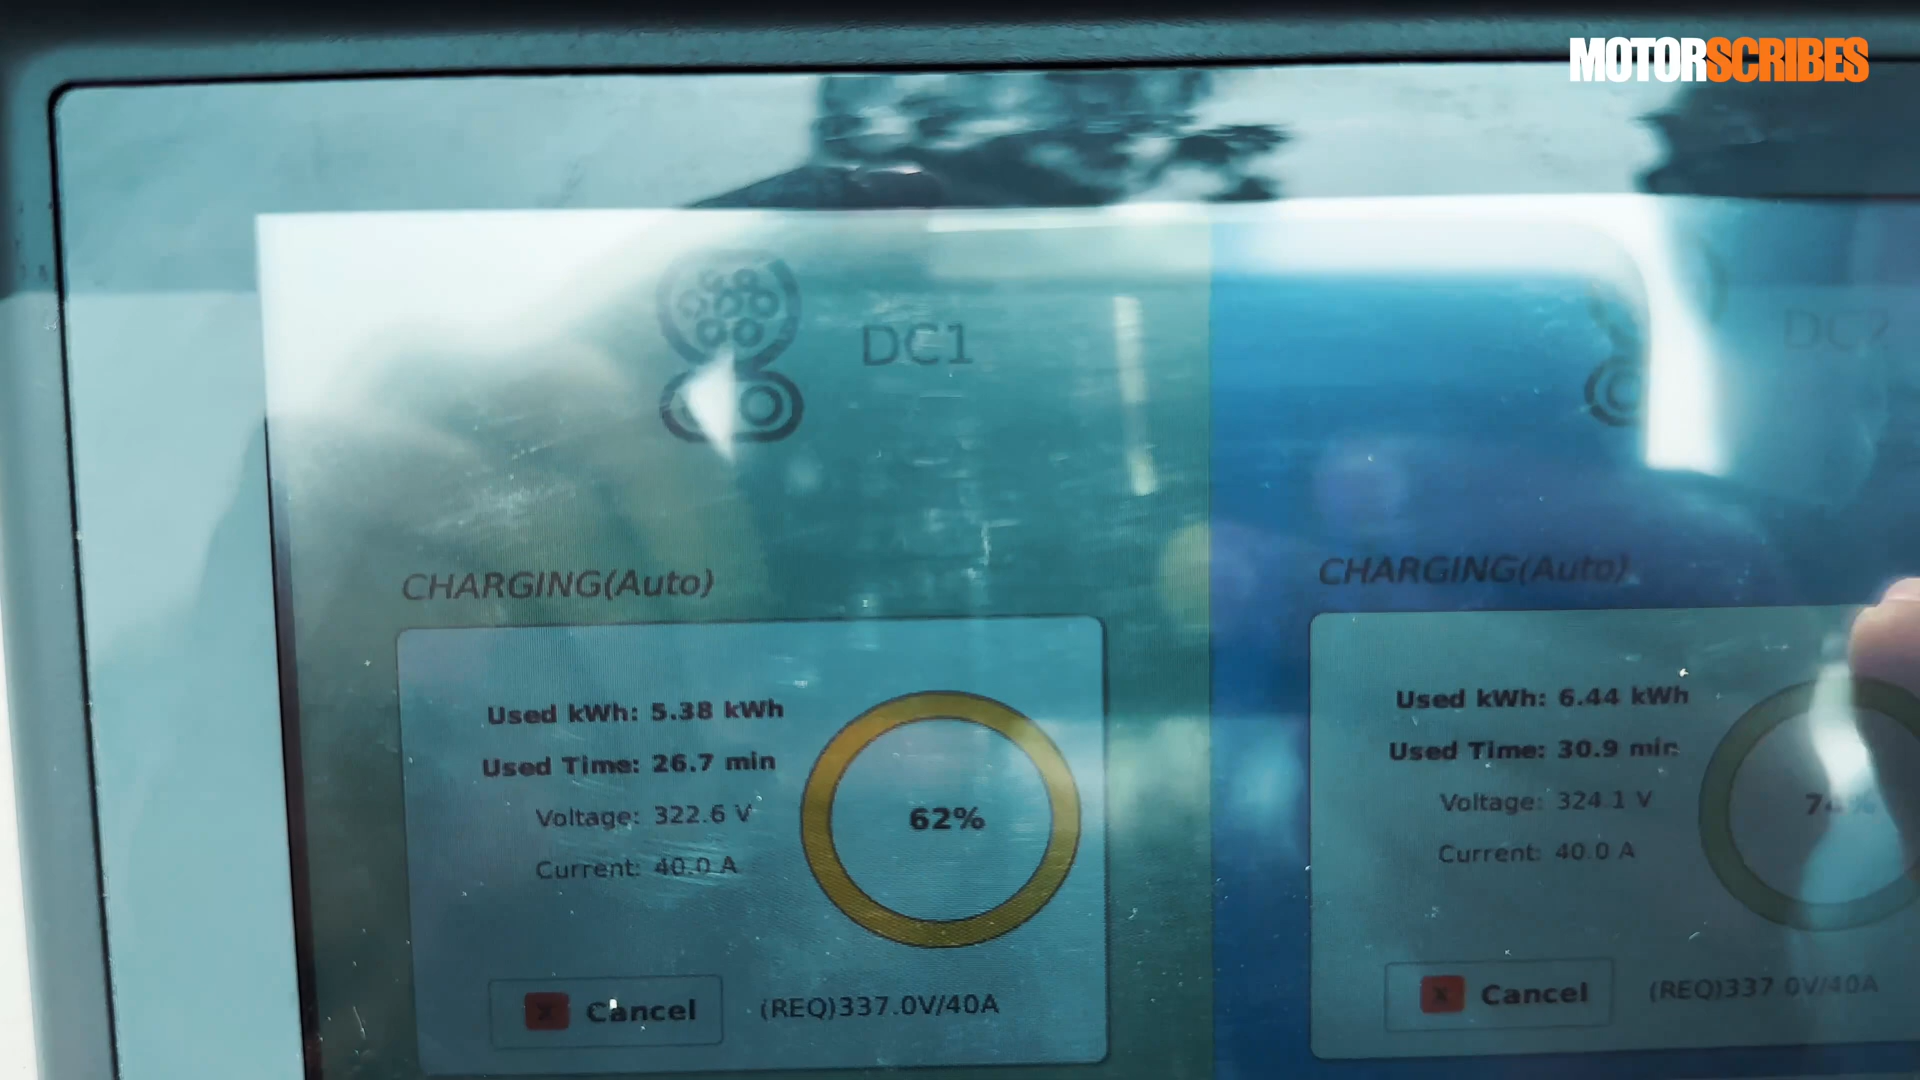 MOTORSCRIBES
DC1
CHARGING(Auto)
Used kWh: 5.38 kWh
Used Time: 26.7 min
Voltage: 322.6 V
Current: 40.0 A
62%
X Cancel
(REQ)337.0V/40A
DC2
CHARGING(Auto)
Used kWh: 6.44 kWh
Used Time: 30.9 min
Voltage: 324.1 V
Current: 40.0 A
X Cancel
(REQ)337.0V/40A